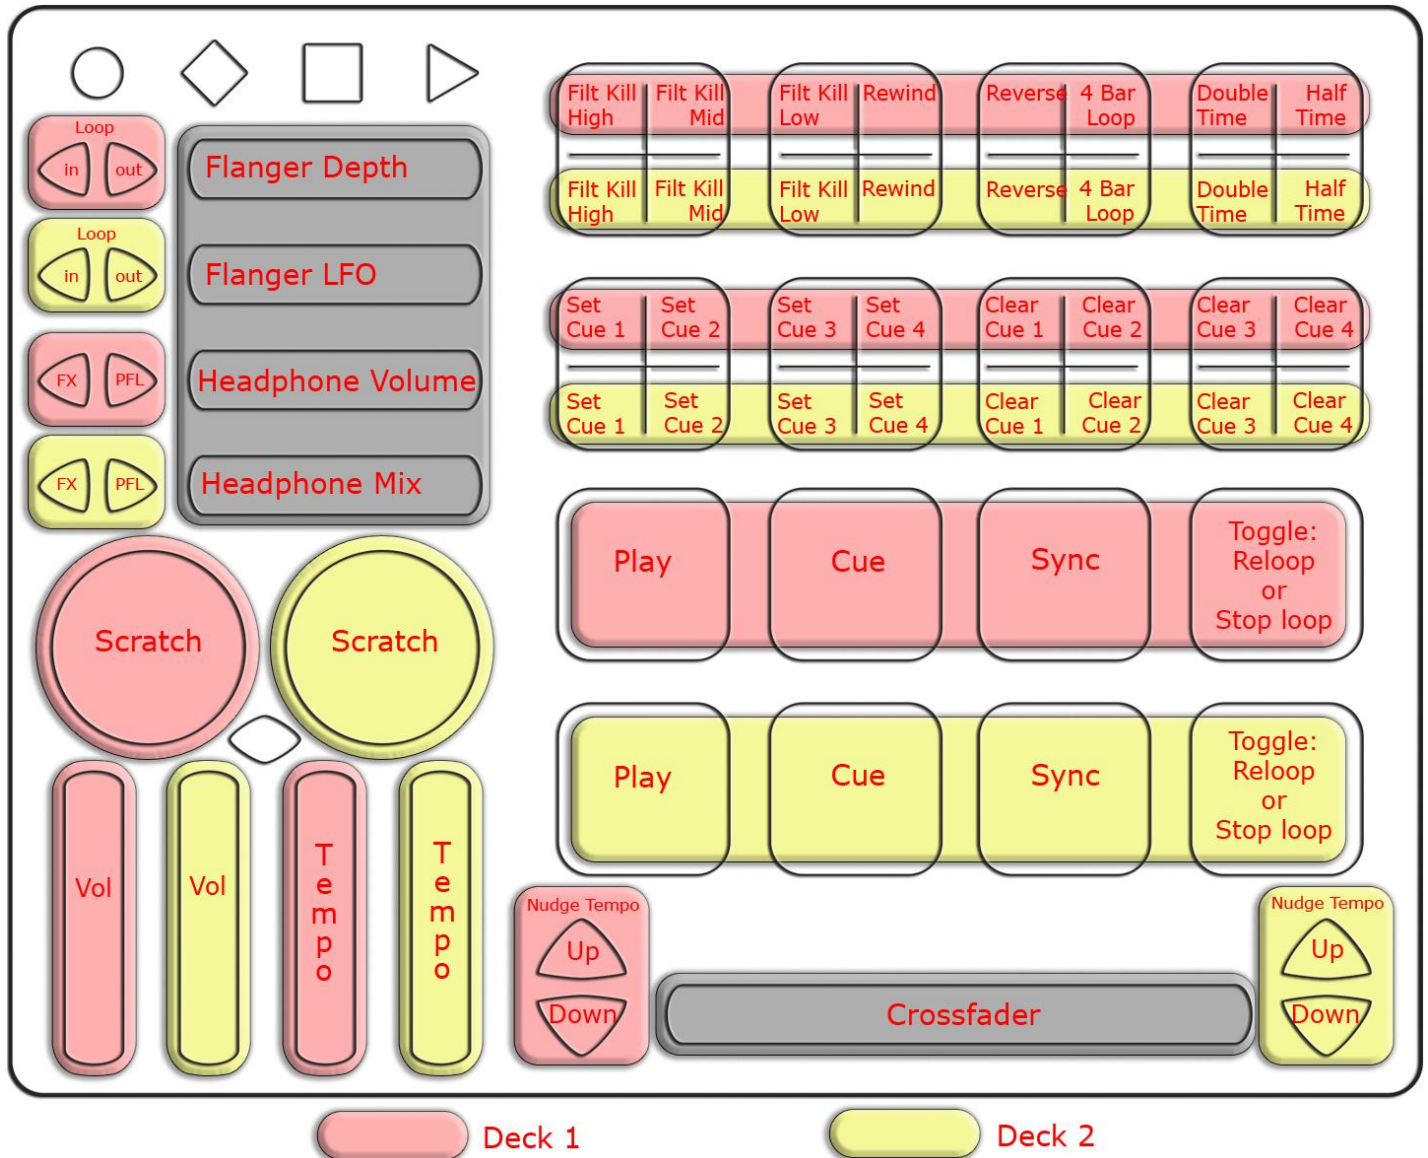 Loop
in out
Loop
in out
FX PFL
FX PFL
Flanger Depth
Flanger LFO
Headphone Volume
Headphone Mix
Scratch
Scratch
Vol
Vol
Tempo
Tempo
Filt Kill High
Filt Kill Mid
Filt Kill Low
Rewind
Reverse
4 Bar Loop
Double Time
Half Time
Filt Kill High
Filt Kill Mid
Filt Kill Low
Rewind
Reverse
4 Bar Loop
Double Time
Half Time
Set Cue 1
Set Cue 2
Set Cue 3
Set Cue 4
Clear Cue 1
Clear Cue 2
Clear Cue 3
Clear Cue 4
Set Cue 1
Set Cue 2
Set Cue 3
Set Cue 4
Clear Cue 1
Clear Cue 2
Clear Cue 3
Clear Cue 4
Play
Cue
Sync
Toggle:
Reloop
or
Stop loop
Play
Cue
Sync
Toggle:
Reloop
or
Stop loop
Nudge Tempo
Up
Down
Crossfader
Nudge Tempo
Up
Down
Deck 1
Deck 2